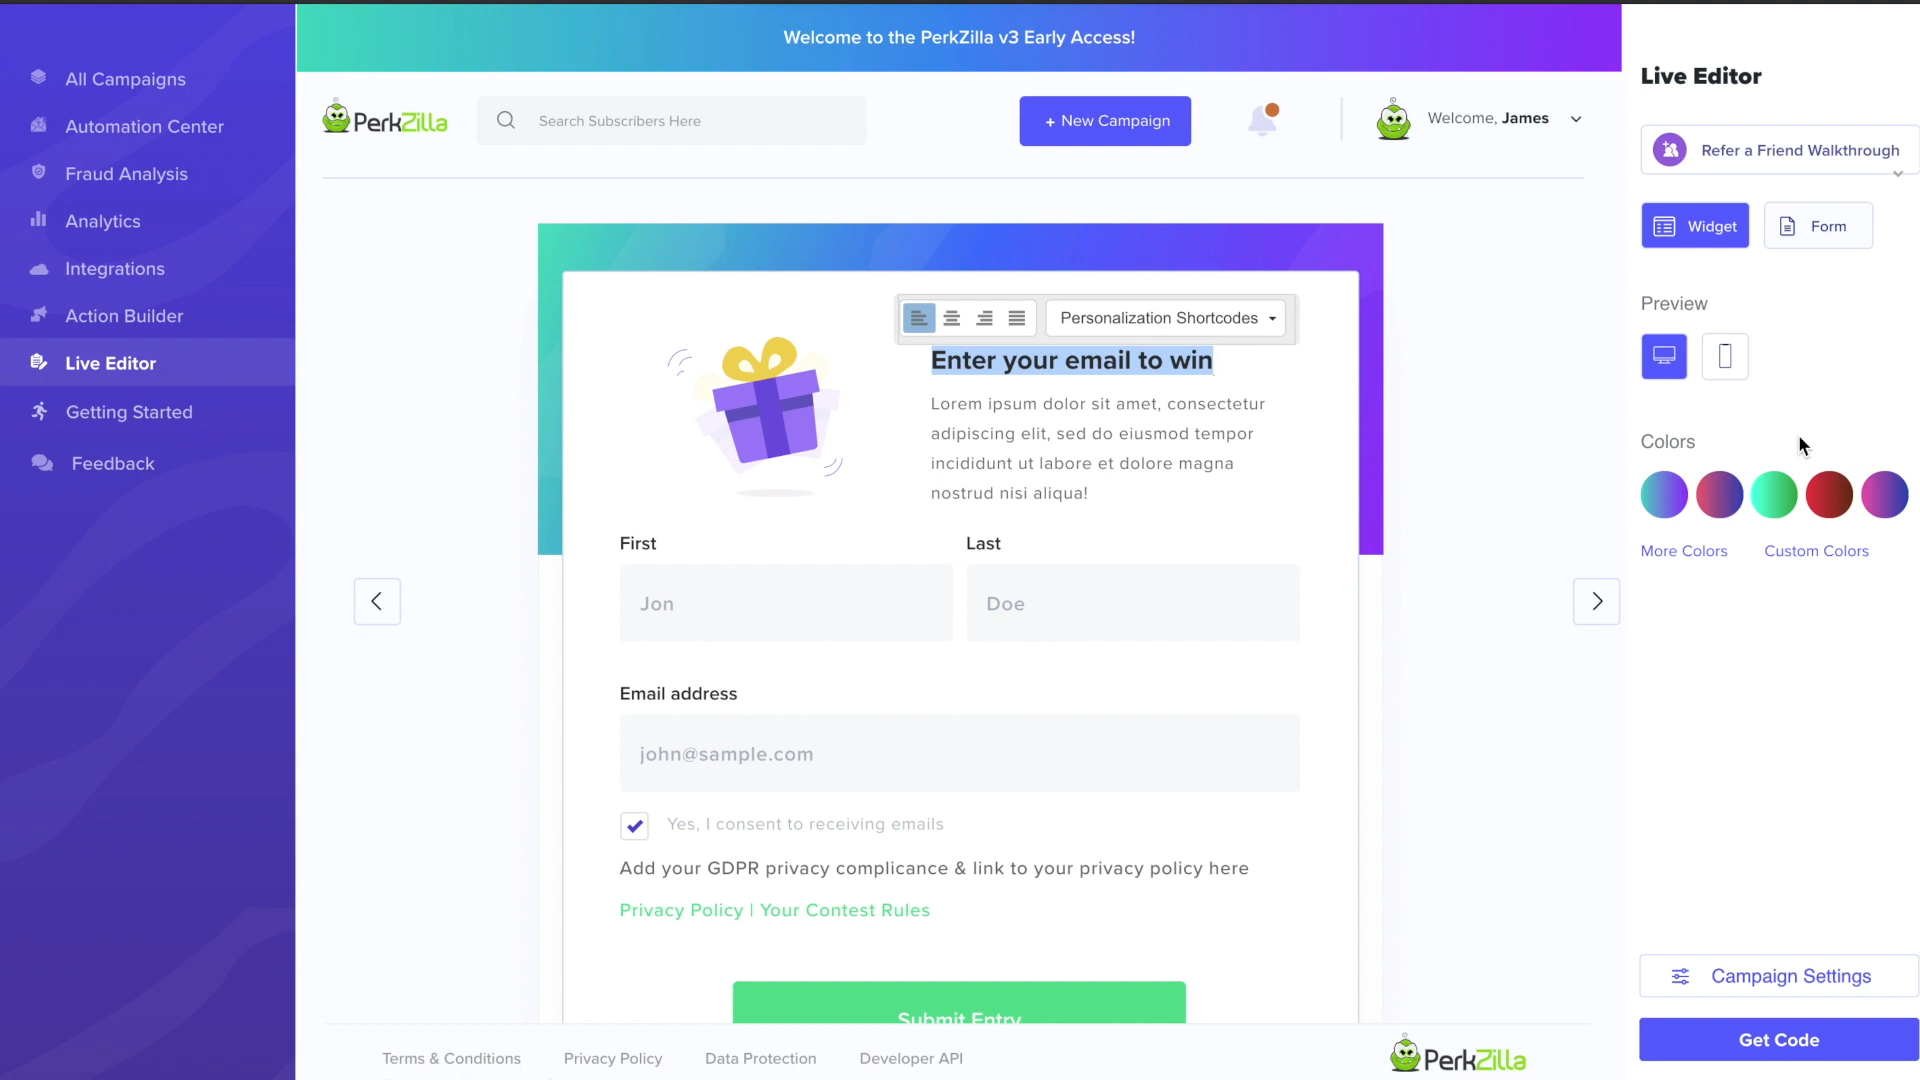 Welcome to the PerkZilla v3 Early Access!
All Campaigns
Automation Center
Fraud Analysis
Analytics
Integrations
Action Builder
Live Editor
Getting Started
Feedback
PerkZilla
Search Subscribers Here
+ New Campaign
Welcome, James
Personalization Shortcodes
Enter your email to win
Lorem ipsum dolor sit amet, consectetur
adipiscing elit, sed do eiusmod tempor
incididunt ut labore et dolore magna
nostrud nisi aliqua!
First
Last
Jon
Doe
Email address
john@sample.com
Yes, I consent to receiving emails
Add your GDPR privacy complicance & link to your privacy policy here
Privacy Policy | Your Contest Rules
Submit Entry
Terms & Conditions
Privacy Policy
Data Protection
Developer API
PerkZilla
Live Editor
Refer a Friend Walkthrough
Widget
Form
Preview
Colors
More Colors
Custom Colors
Campaign Settings
Get Code